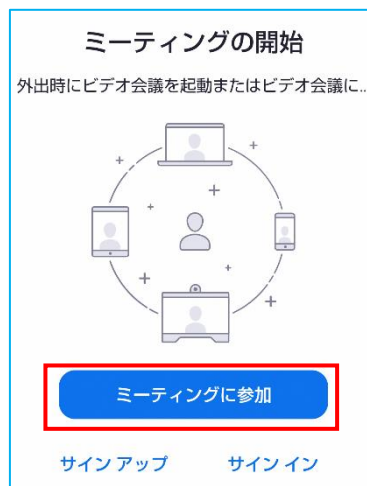 ミーティングの開始
外出時にビデオ会議を起動またはビデオ会議に...
ミーティングに参加
サイン アップ サイン イン